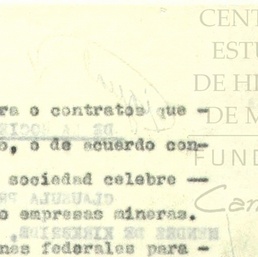 CENT
ESTU
DE HI
DE M
FUND
Car
ra o contratos que -
o, o de acuerdo con-
sociedad celebre --
o empresas mineras.
nes federales para -